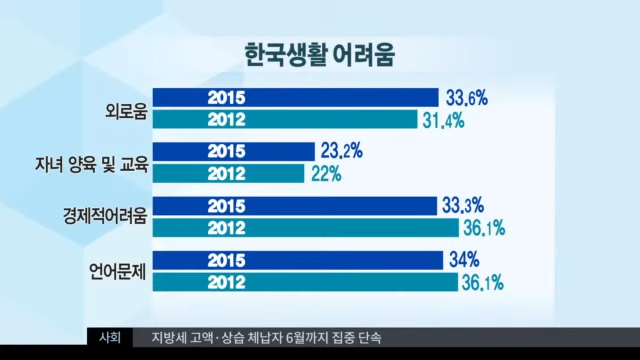 한국생활 어려움
외로움
2015 33.6%
2012 31.4%
자녀 양육 및 교육
2015 23.2%
2012 22%
경제적어려움
2015 33.3%
2012 36.1%
언어문제
2015 34%
2012 36.1%
사회 지방세 고액·상습 체납자 6월까지 집중 단속